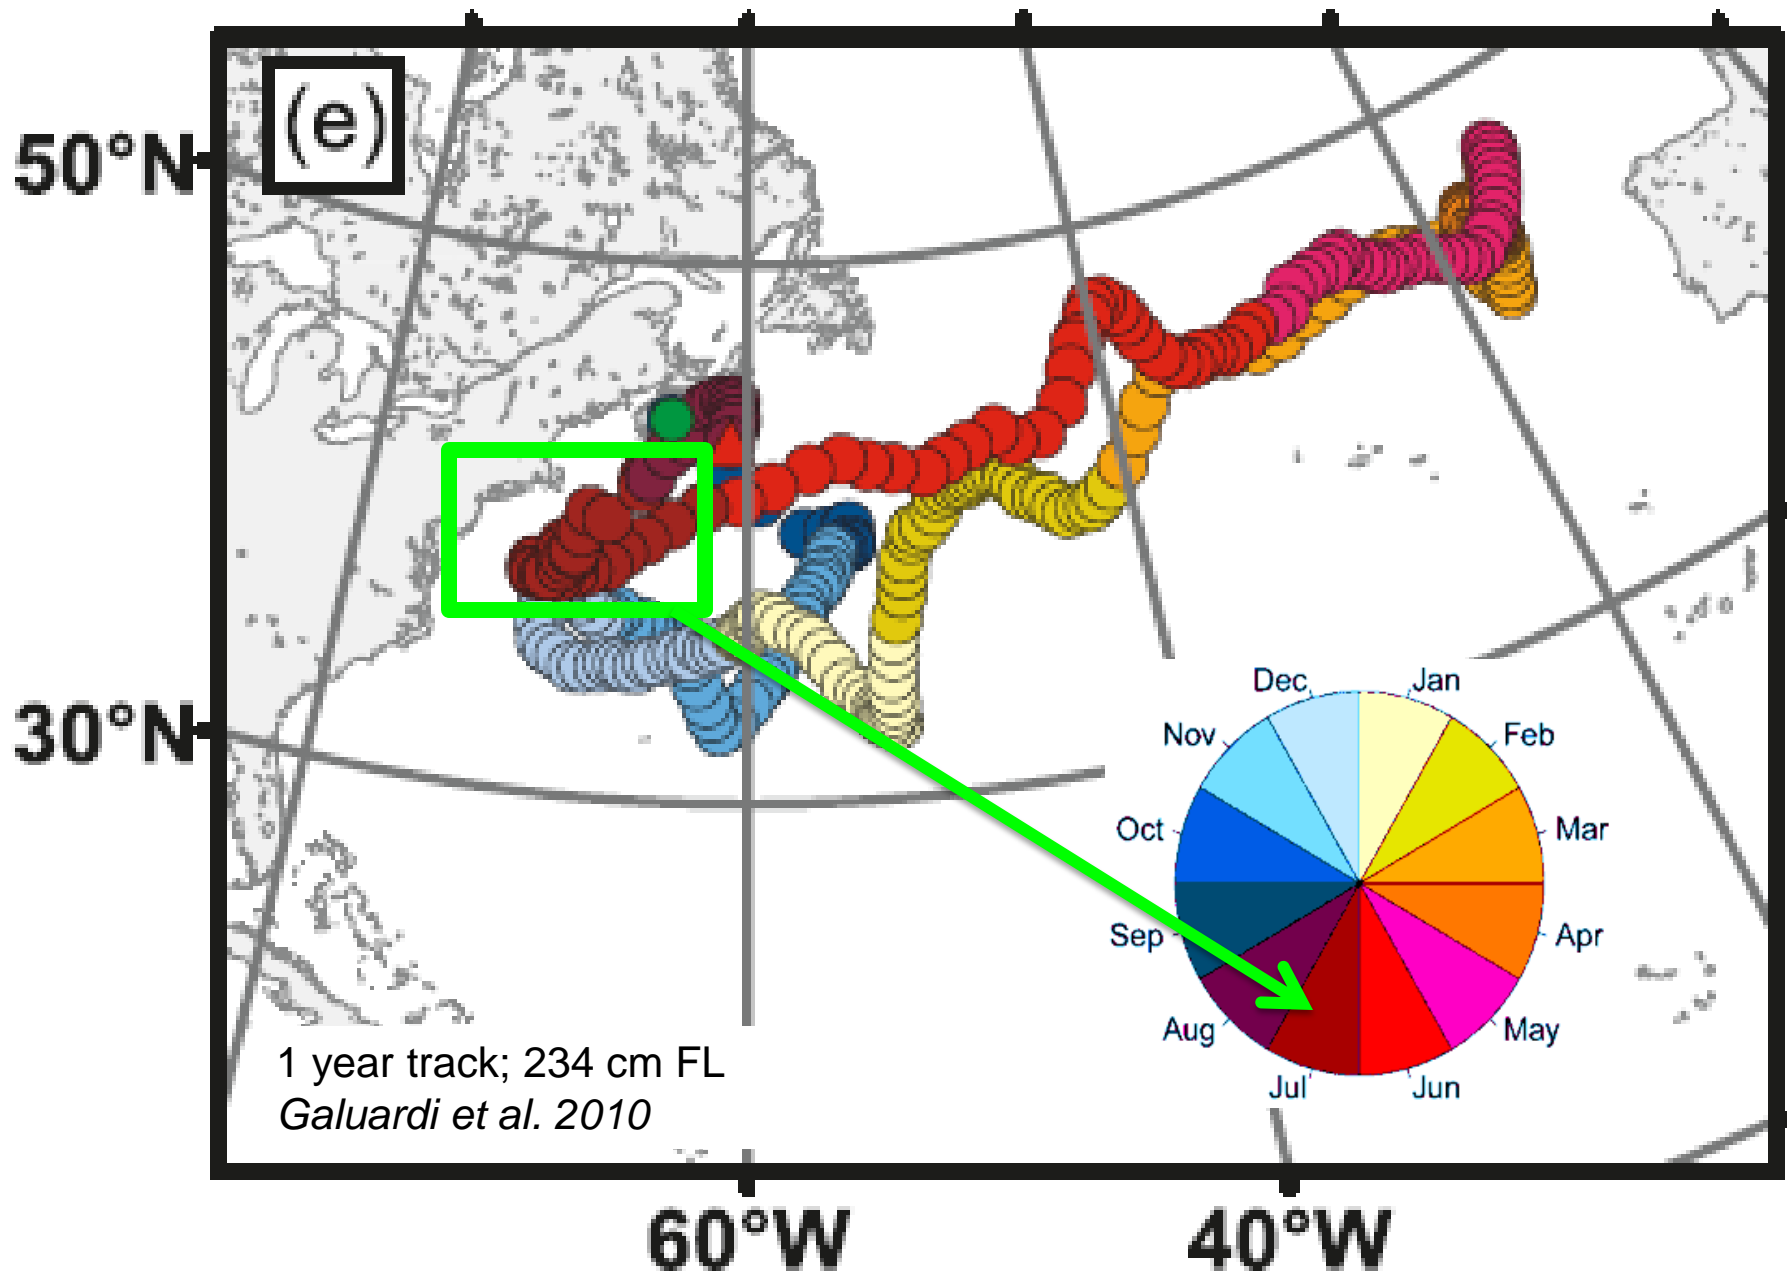 (e)
50°N
30°N
Dec
Jan
Nov
Feb
Oct
Mar
Sep
Apr
Aug
May
Jul
Jun
1 year track; 234 cm FL
Galuardi et al. 2010
60°W
40°W